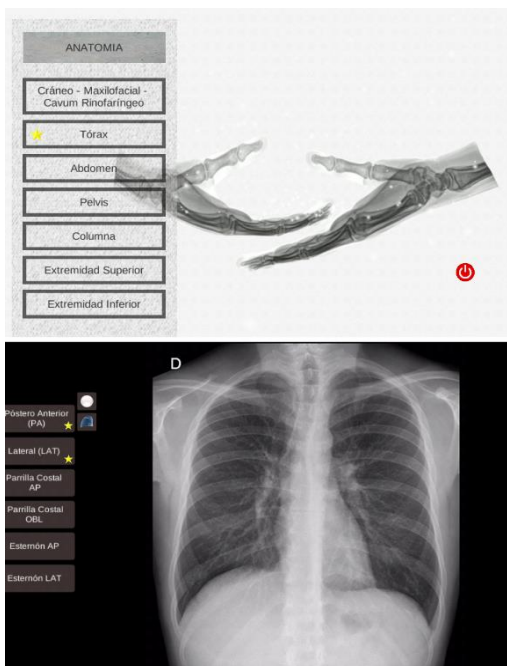 ANATOMIA
Cráneo - Maxilofacial -
Cavum Rinofaríngeo
Tórax
Abdomen
Pelvis
Columna
Extremidad Superior
Extremidad Inferior
D
Póstero Anterior
(PA)
Lateral (LAT)
Parrilla Costal
AP
Parrilla Costal
OBL
Esternón AP
Esternón LAT